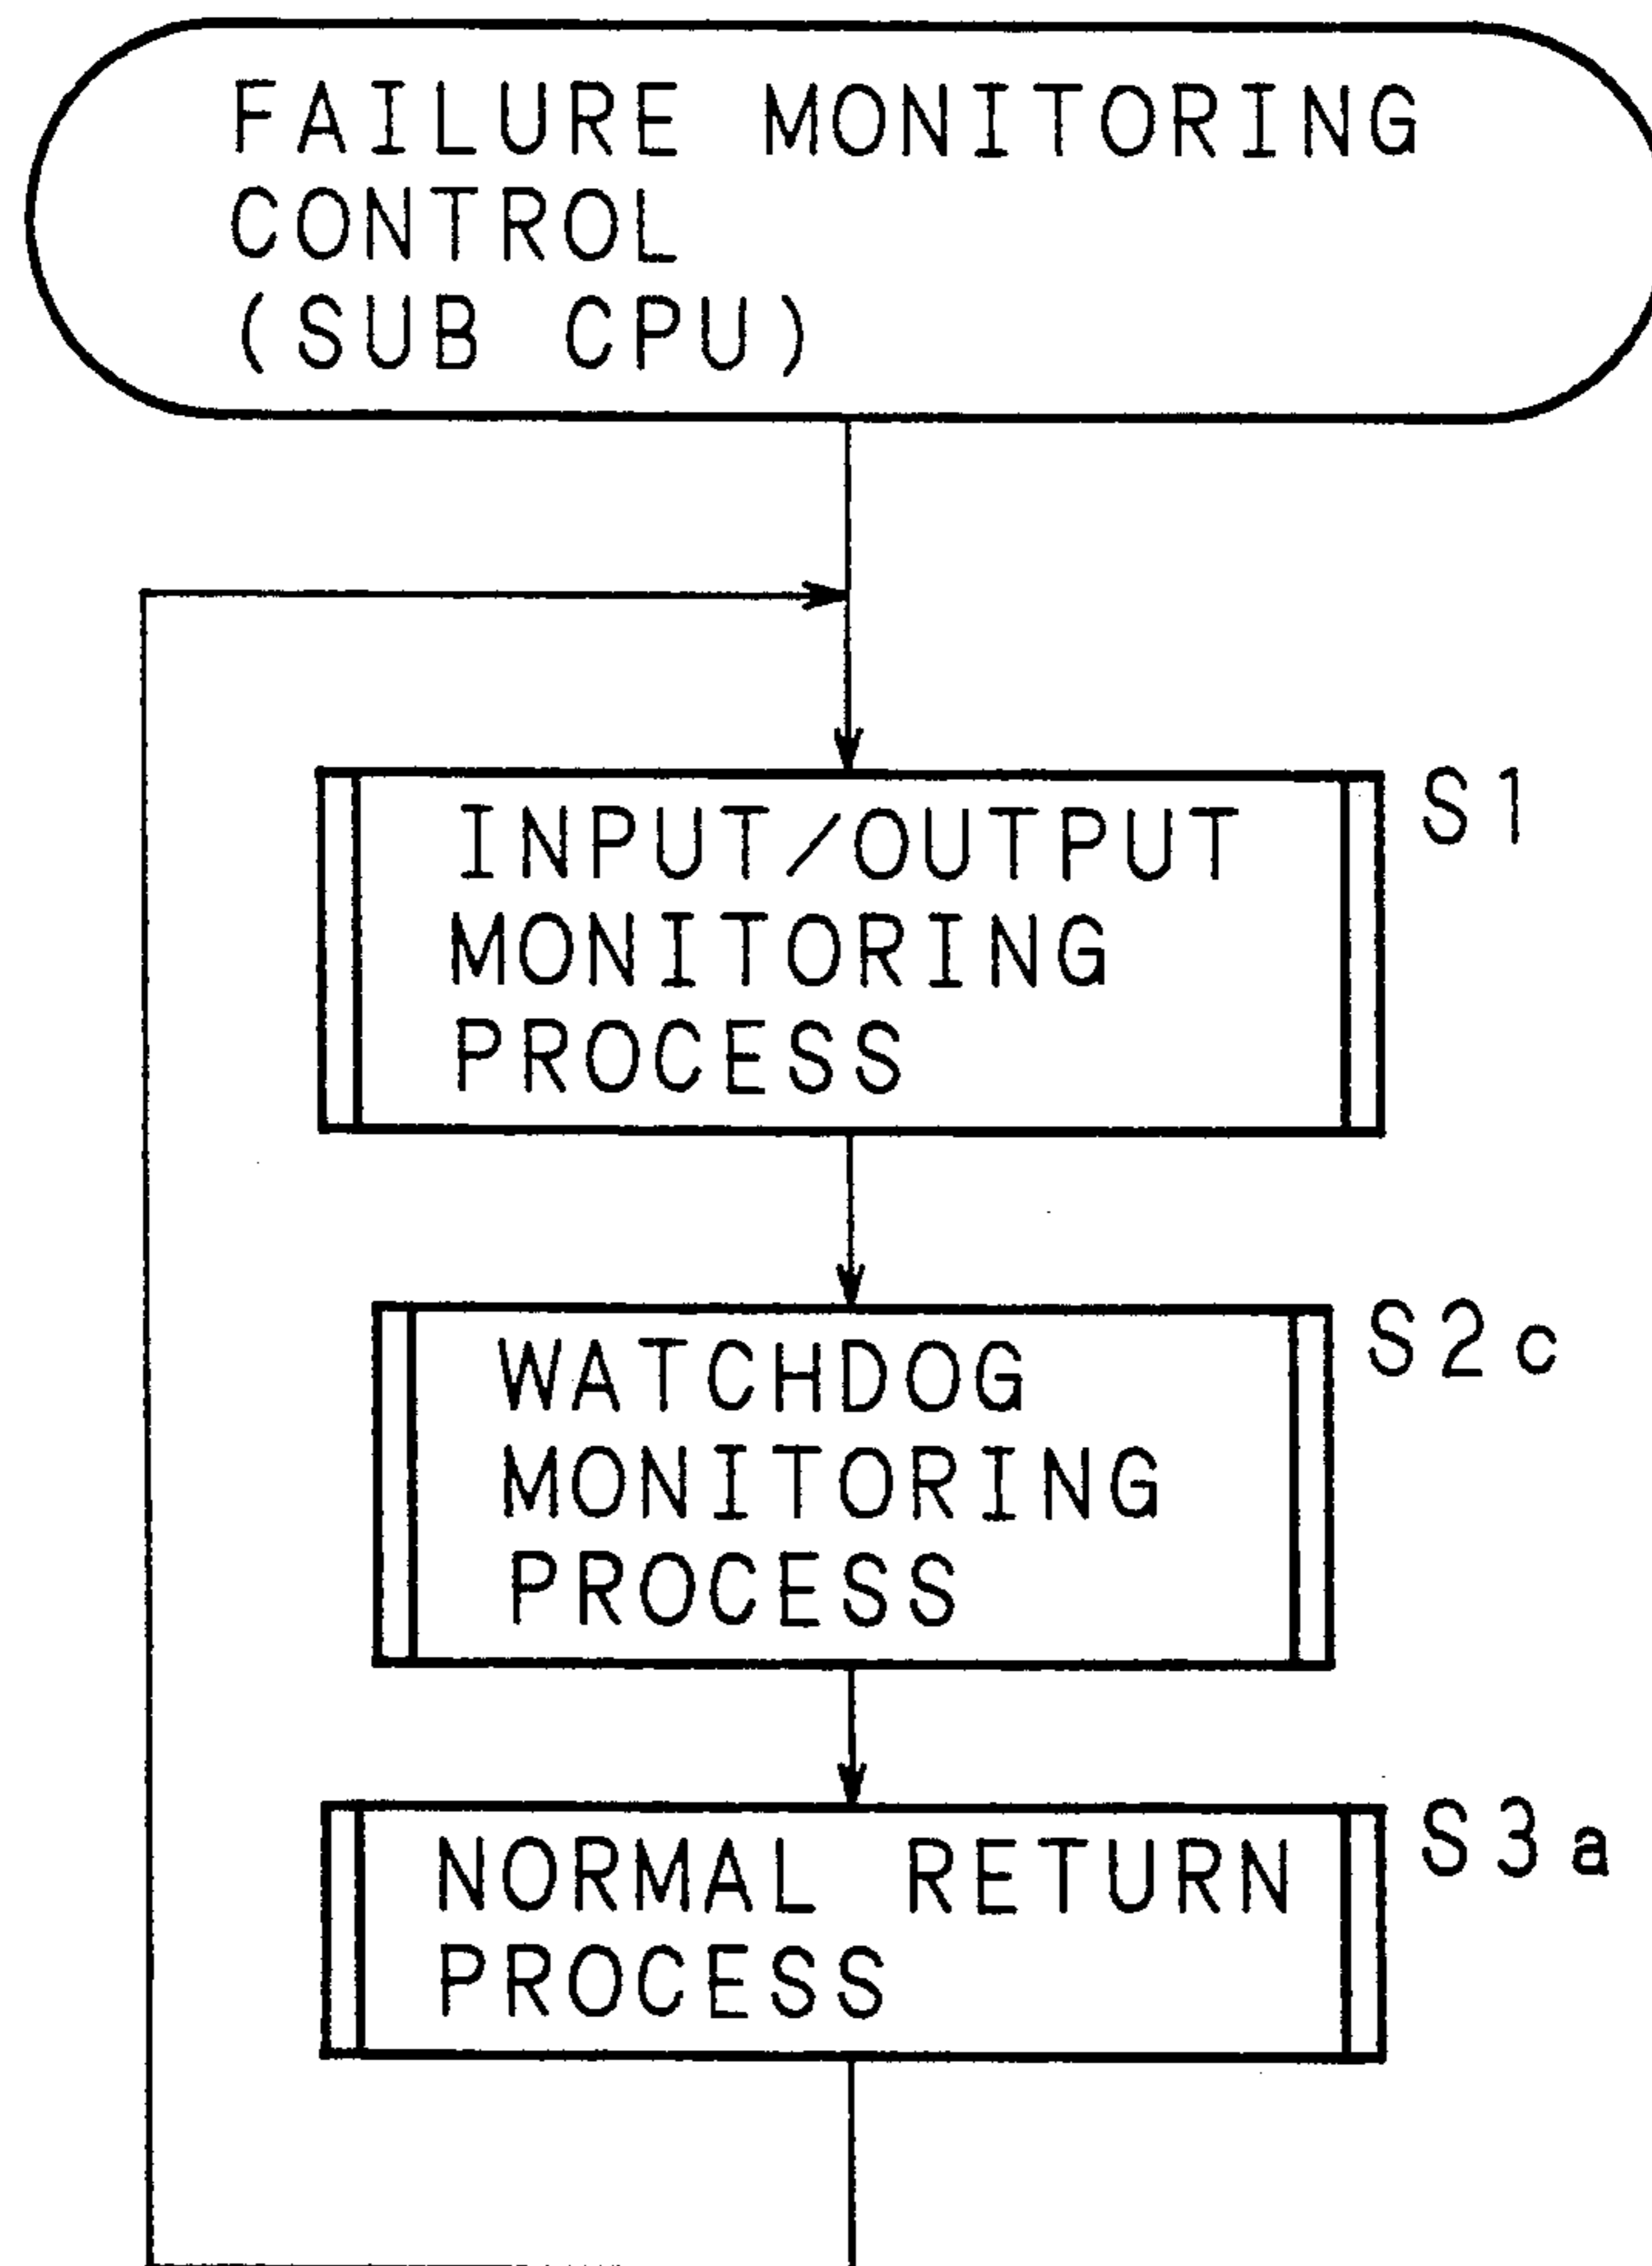 FAILURE MONITORING
CONTROL
(SUB CPU)
S1
INPUT/OUTPUT
MONITORING
PROCESS
S2c
WATCHDOG
MONITORING
PROCESS
S3a
NORMAL RETURN
PROCESS